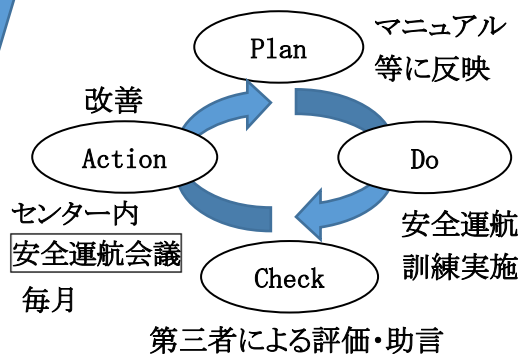 Plan
マニュアル
等に反映
改善
Action
Do
センター内
安全運航会議
毎月
安全運航
訓練実施
Check
第三者による評価・助言